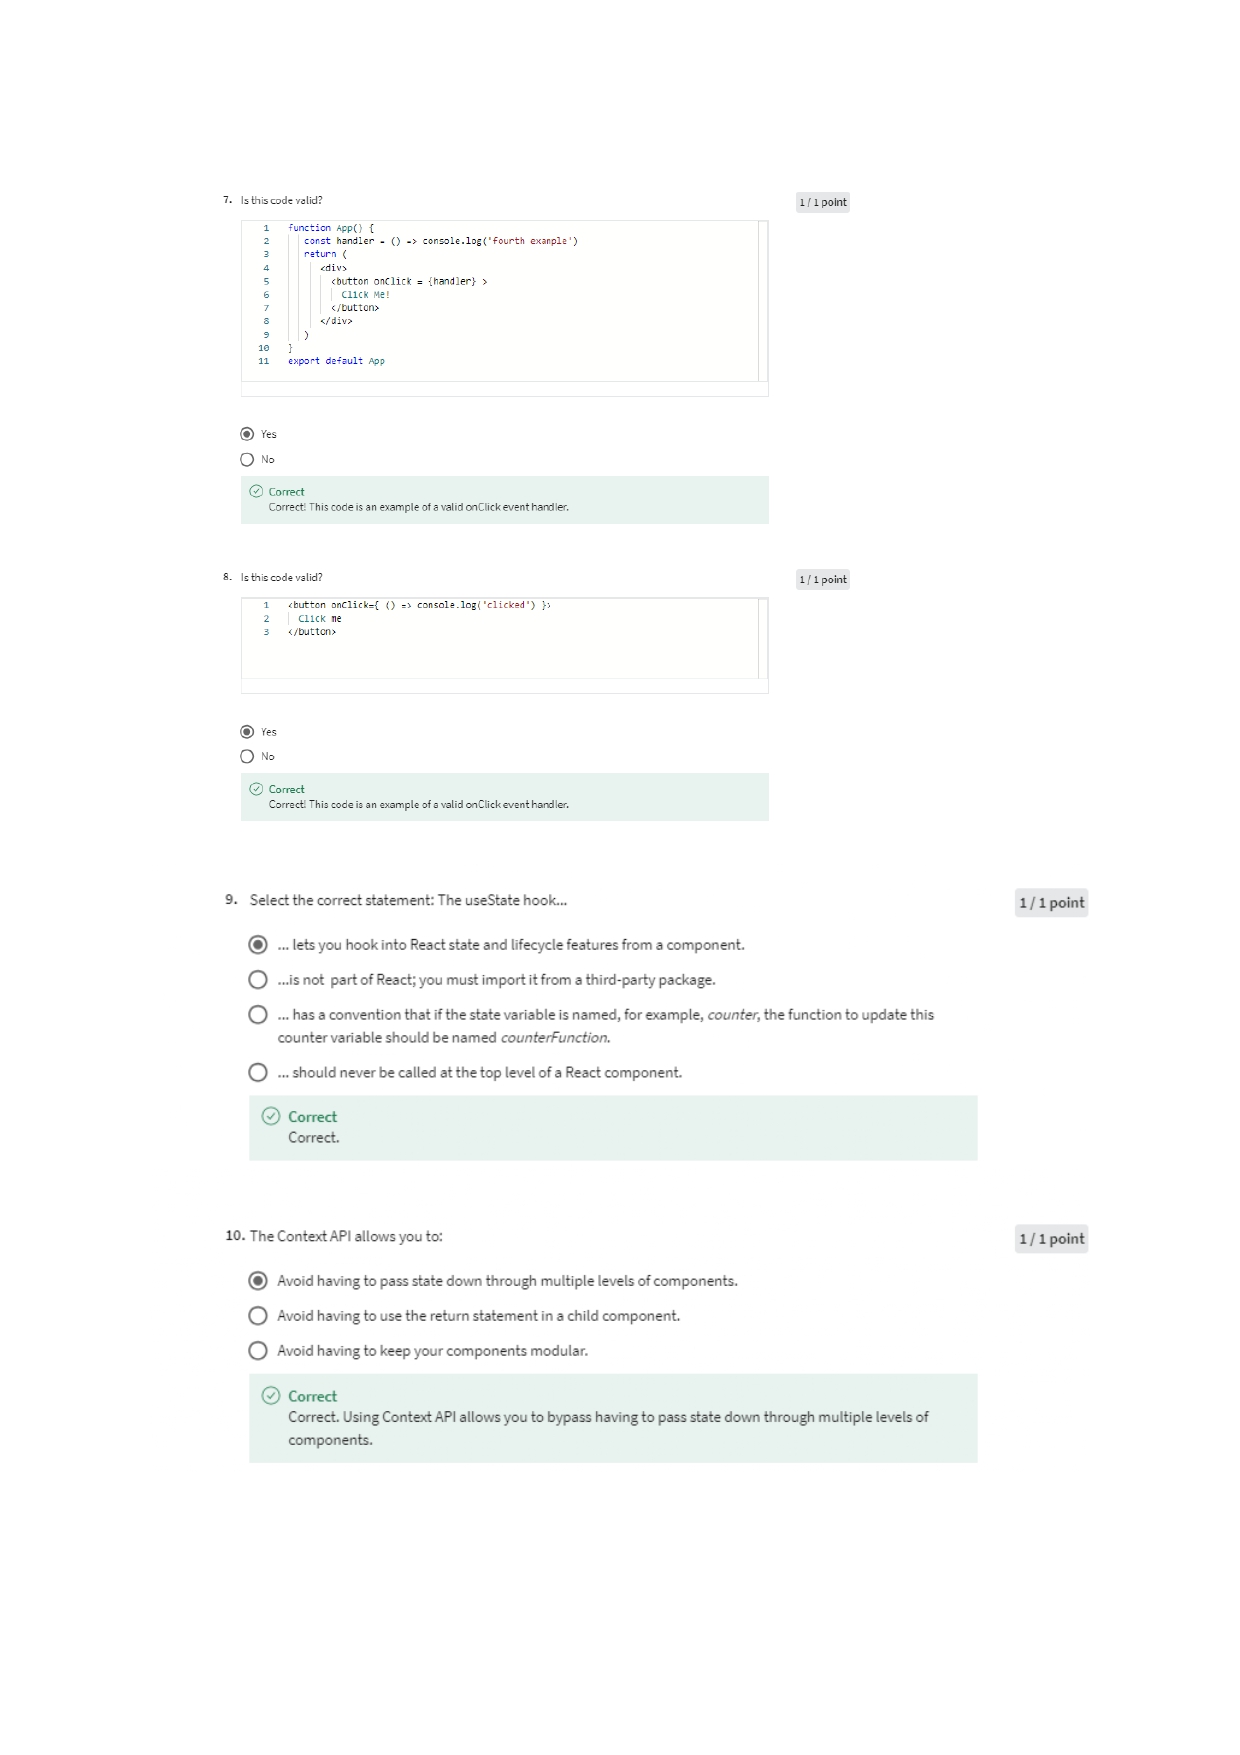 7. Is this code valid?
1 / 1 point
1 function App() {
2 const handler = () => console.log('fourth example')
3 return (
4 <div>
5 <button onClick = {handler} >
6 Click Me!
7 </button>
8 </div>
9 )
10 }
11 export default App
Yes
No
Correct
Correct! This code is an example of a valid onClick event handler.
8. Is this code valid?
1 / 1 point
1 <button onClick={ () => console.log('clicked') }>
2 Click me
3 </button>
Yes
No
Correct
Correct! This code is an example of a valid onClick event handler.
9. Select the correct statement: The useState hook...
1 / 1 point
... lets you hook into React state and lifecycle features from a component.
...is not part of React; you must import it from a third-party package.
... has a convention that if the state variable is named, for example, counter, the function to update this
counter variable should be named counterFunction.
... should never be called at the top level of a React component.
Correct
Correct.
10. The Context API allows you to:
1 / 1 point
Avoid having to pass state down through multiple levels of components.
Avoid having to use the return statement in a child component.
Avoid having to keep your components modular.
Correct
Correct. Using Context API allows you to bypass having to pass state down through multiple levels of
components.